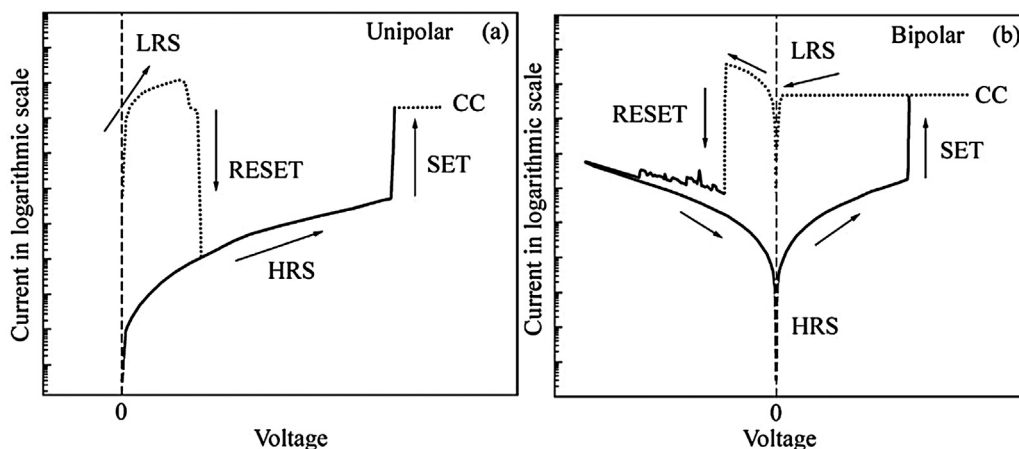 Unipolar (a)
LRS
CC
RESET
SET
HRS
0
Voltage
Current in logarithmic scale
Bipolar (b)
LRS
CC
RESET
SET
HRS
0
Voltage
Current in logarithmic scale